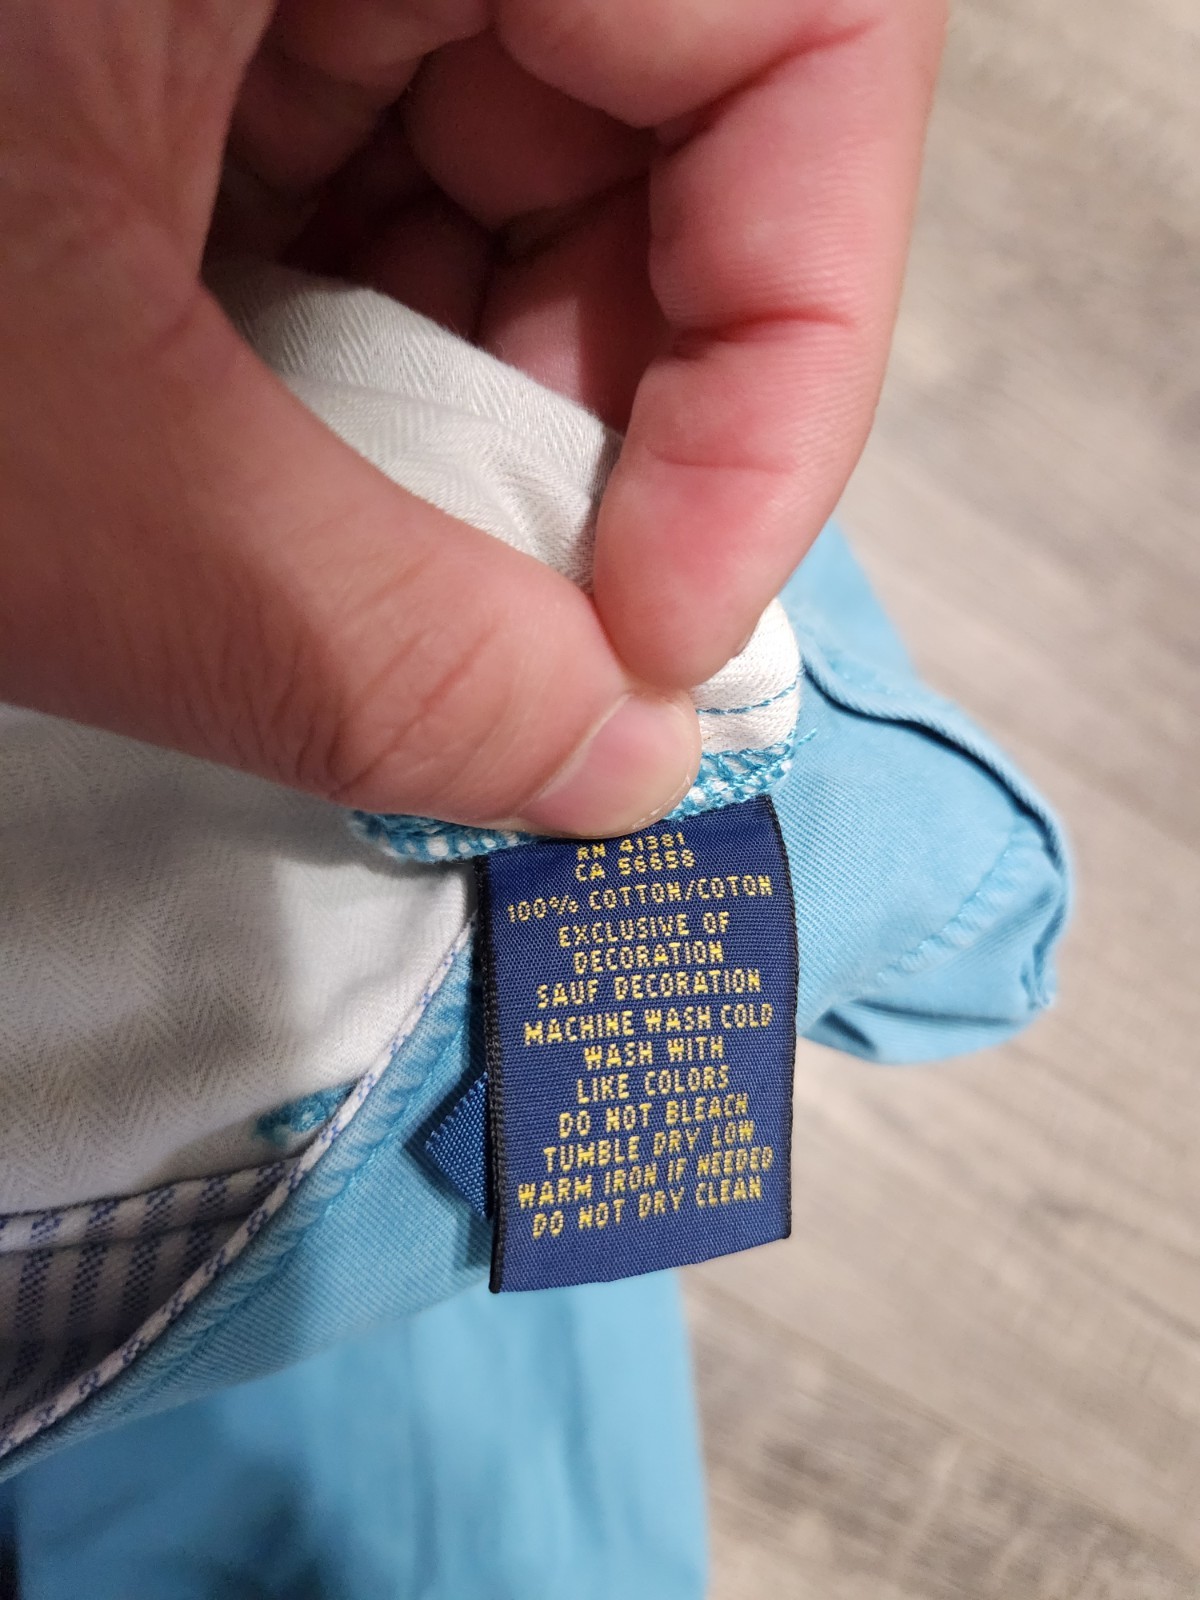 RN 41381
CA 56658
100% COTTON/COTON
EXCLUSIVE OF
DECORATION
SAUF DECORATION
MACHINE WASH COLD
WASH WITH
LIKE COLORS
DO NOT BLEACH
TUMBLE DRY LOW
WARM IRON IF NEEDED
DO NOT DRY CLEAN